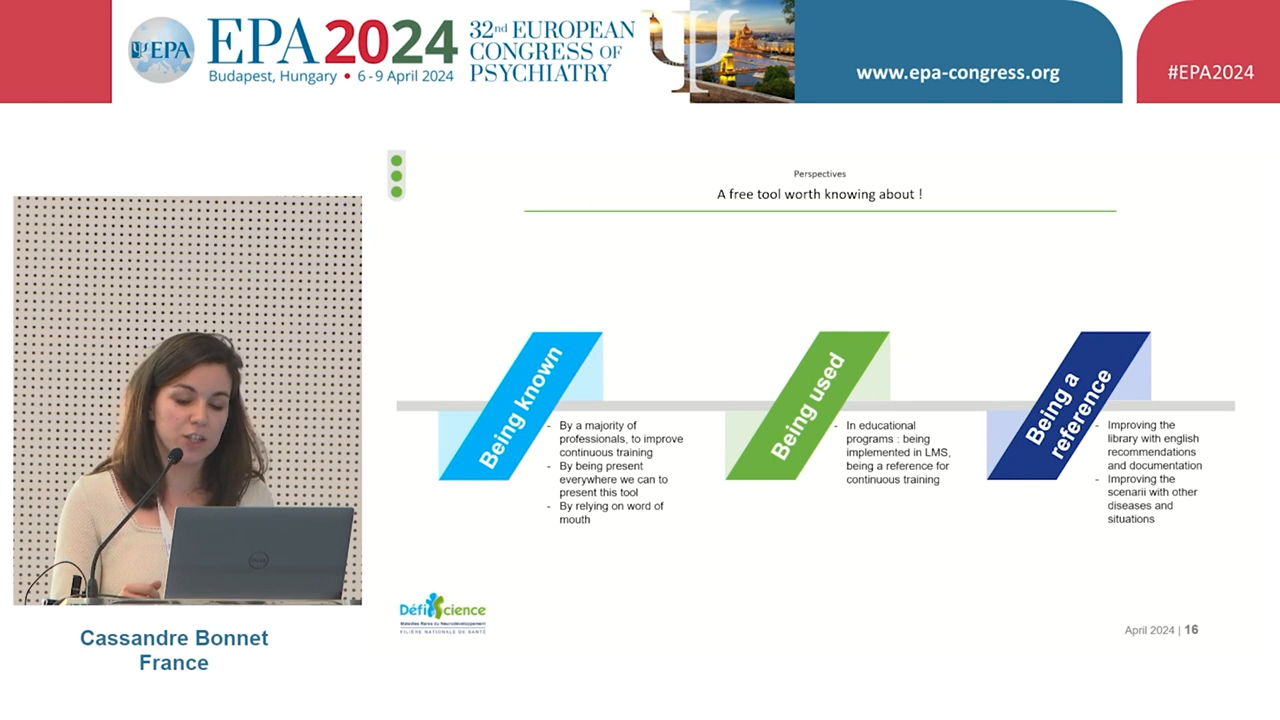 ΨEPA
EPA2024
Budapest, Hungary • 6-9 April 2024
32nd EUROPEAN
CONGRESS OF
PSYCHIATRY
Ψ
www.epa-congress.org
#EPA2024
Perspectives
A free tool worth knowing about !
Being known
- By a majority of
professionals, to improve
continuous training
- By being present
everywhere we can to
present this tool
- By relying on word of
mouth
Being used
- In educational
programs : being
implemented in LMS,
being a reference for
continuous training
Being a
reference
- Improving the
library with english
recommendations
and documentation
- Improving the
scenarii with other
diseases and
situations
DéfiScience
Maladies Rares du Neurodéveloppement
FILIÈRE NATIONALE DE SANTÉ
April 2024 | 16
DELL
Cassandre Bonnet
France